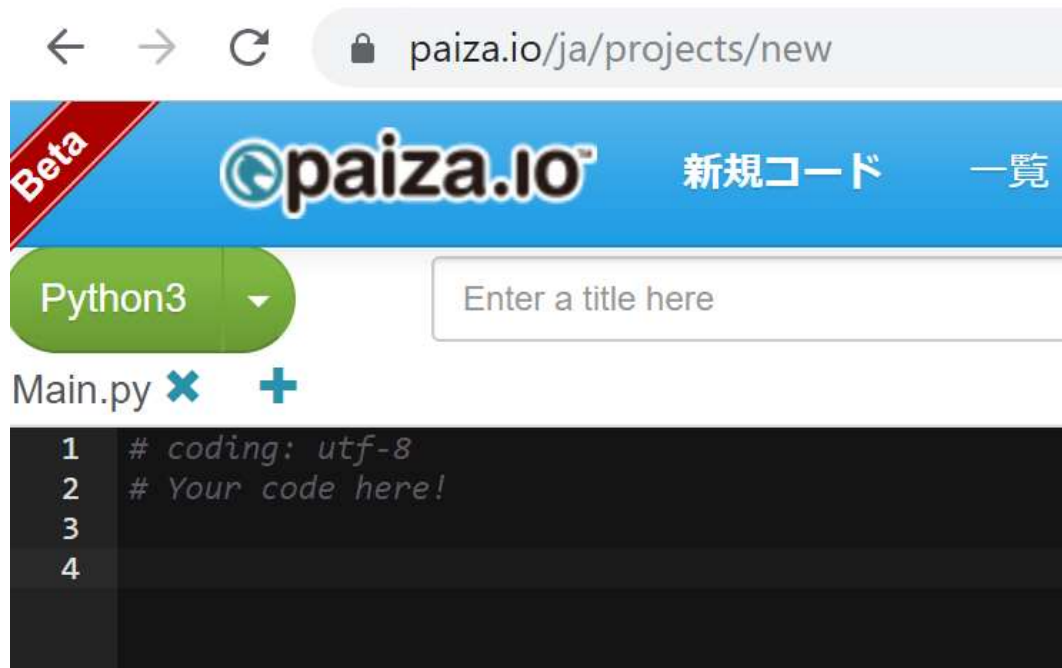 paiza.io/ja/projects/new
Beta
paiza.IO™ 新規コード 一覧
Python3 Enter a title here
Main.py
1 # coding: utf-8
2 # Your code here!
3
4